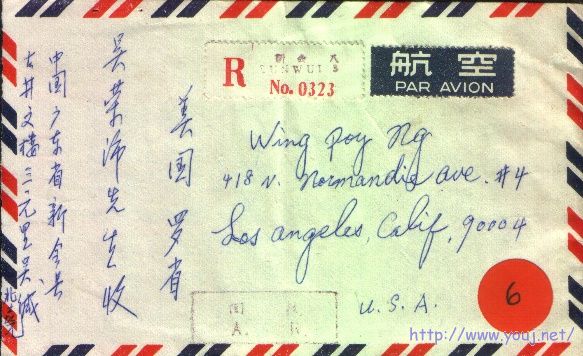 R
SUNWUI
No. 0323
航空
PAR AVION
Wing Poy Ng
418 N. Normandie ave. #4
Los angeles, Calif, 90004
U.S.A.
美国 罗省
吴荣沛先生收
中国广东省新会县
古井文楼三元里吴缄
A. R.
6
http://www.youj.net/